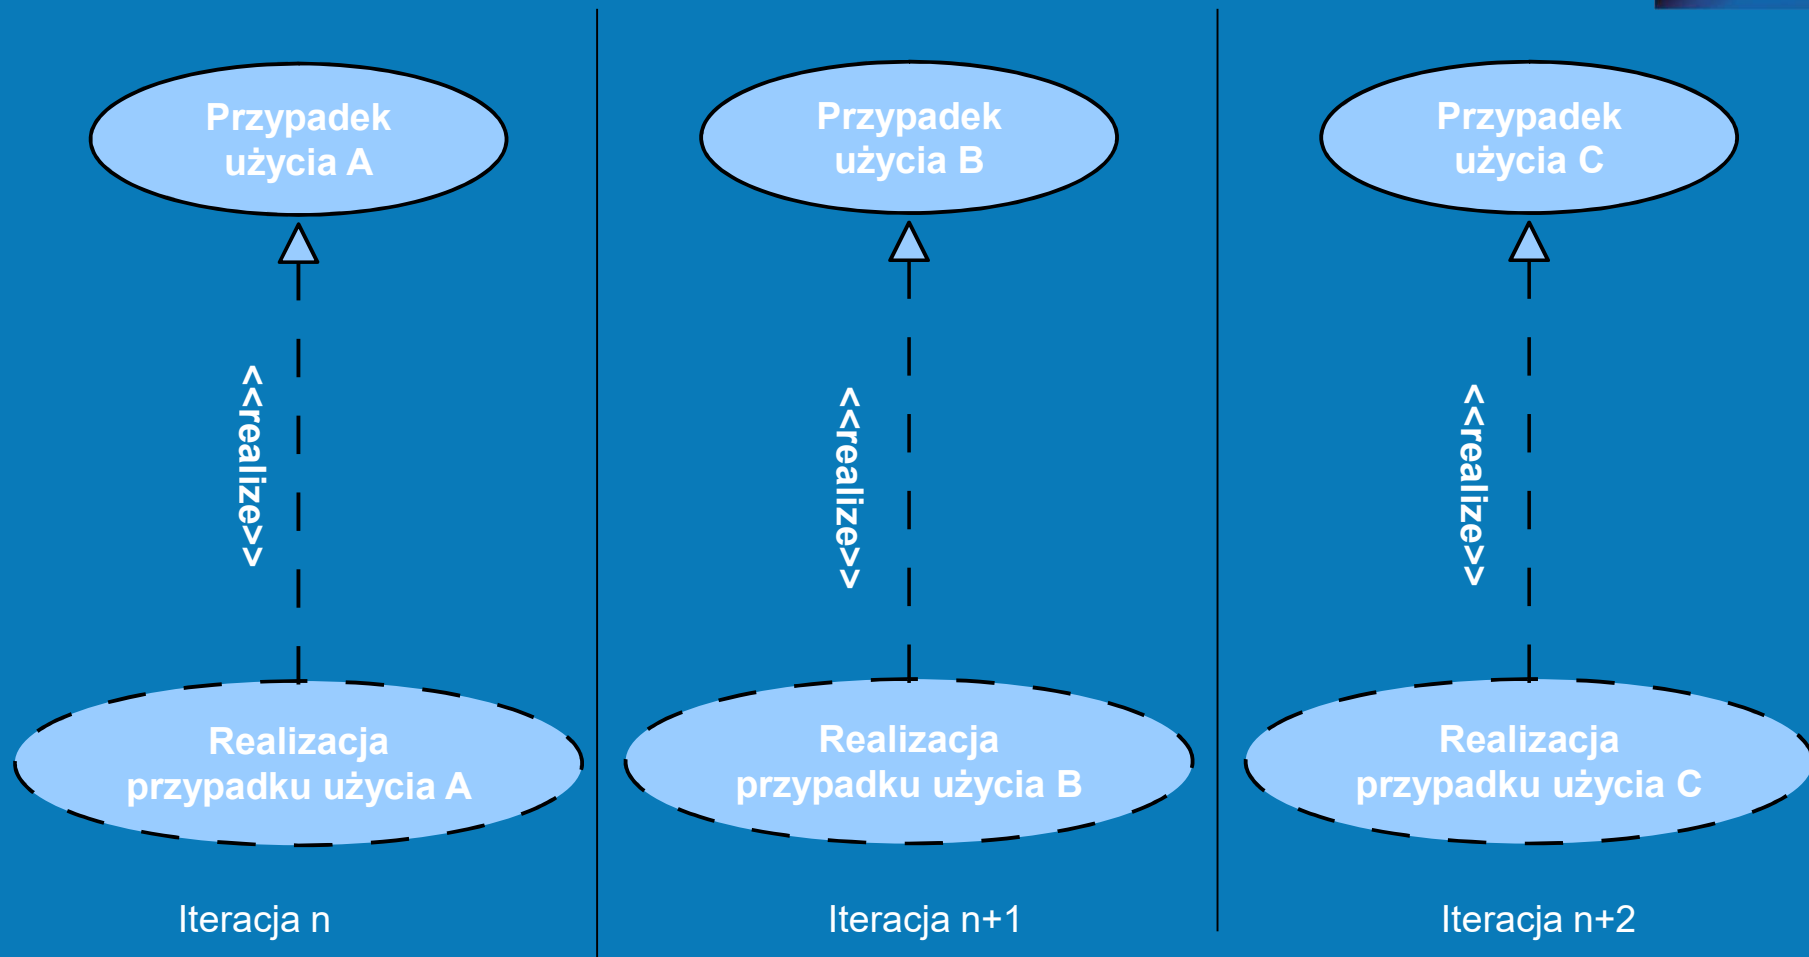 Przypadek
użycia A
<<realize>>
Realizacja
przypadku użycia A
Iteracja n
Przypadek
użycia B
<<realize>>
Realizacja
przypadku użycia B
Iteracja n+1
Przypadek
użycia C
<<realize>>
Realizacja
przypadku użycia C
Iteracja n+2